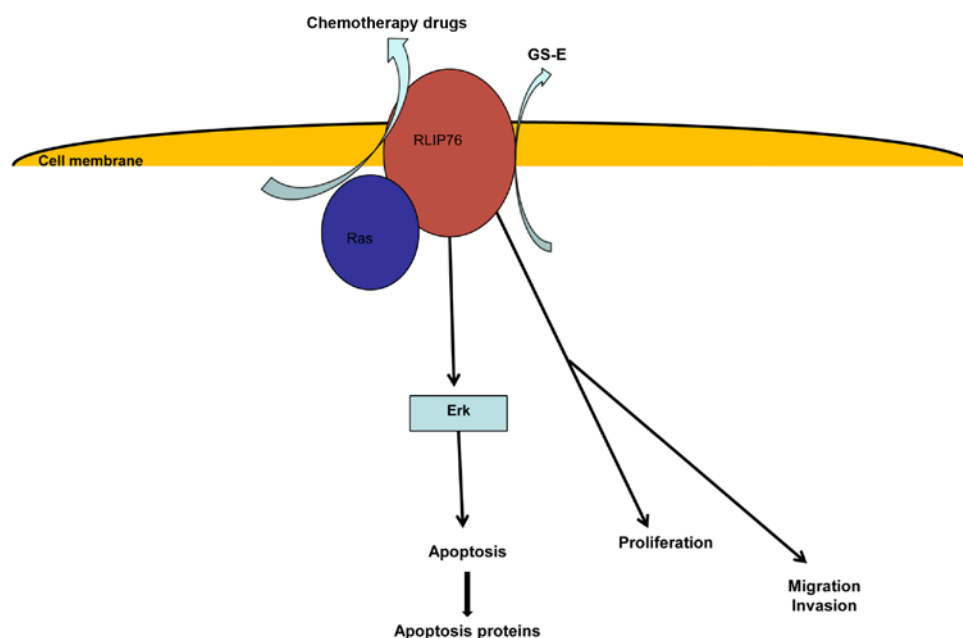 Chemotherapy drugs
GS-E
RLIP76
Cell membrane
Ras
Erk
Apoptosis
Proliferation
Migration
Invasion
Apoptosis proteins